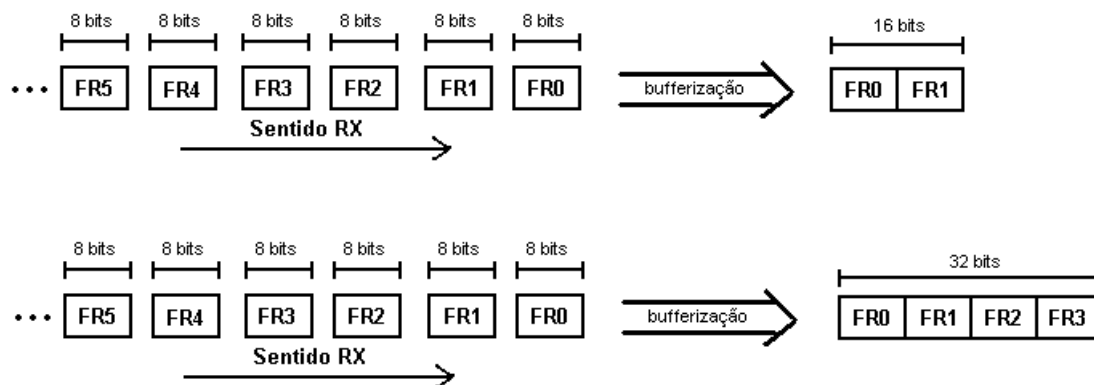 8 bits 8 bits 8 bits 8 bits 8 bits 8 bits 16 bits
... FR5 FR4 FR3 FR2 FR1 FR0 bufferização FR0 FR1
Sentido RX
8 bits 8 bits 8 bits 8 bits 8 bits 8 bits 32 bits
... FR5 FR4 FR3 FR2 FR1 FR0 bufferização FR0 FR1 FR2 FR3
Sentido RX